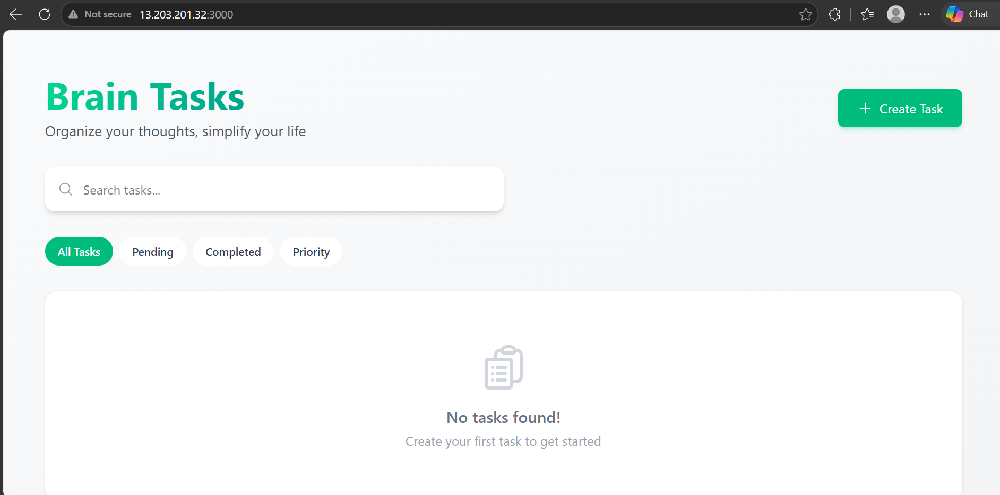 Not secure 13.203.201.32:3000
Chat
Brain Tasks
Organize your thoughts, simplify your life
+ Create Task
Search tasks...
All Tasks Pending Completed Priority
No tasks found!
Create your first task to get started